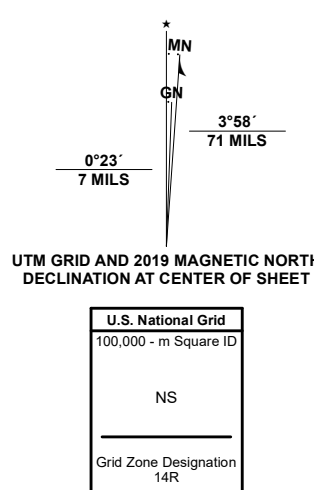 MN
GN
3°58´
71 MILS
0°23´
7 MILS
UTM GRID AND 2019 MAGNETIC NORTH
DECLINATION AT CENTER OF SHEET
U.S. National Grid
100,000 - m Square ID
NS
Grid Zone Designation
14R